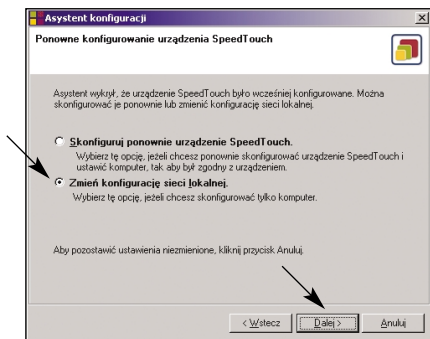 Asystent konfiguracji
Ponowne konfigurowanie urządzenia SpeedTouch
Asystent wykrył, że urządzenie SpeedTouch było wcześniej konfigurowane. Można
skonfigurować je ponownie lub zmienić konfigurację sieci lokalnej.
Skonfiguruj ponownie urządzenie SpeedTouch.
Wybierz tę opcję, jeżeli chcesz ponownie skonfigurować urządzenie SpeedTouch i
ustawić komputer, tak aby był zgodny z urządzeniem.
Zmień konfigurację sieci lokalnej.
Wybierz tę opcję, jeżeli chcesz skonfigurować tylko komputer.
Aby pozostawić ustawienia niezmienione, kliknij przycisk Anuluj.
< Wstecz
Dalej >
Anuluj